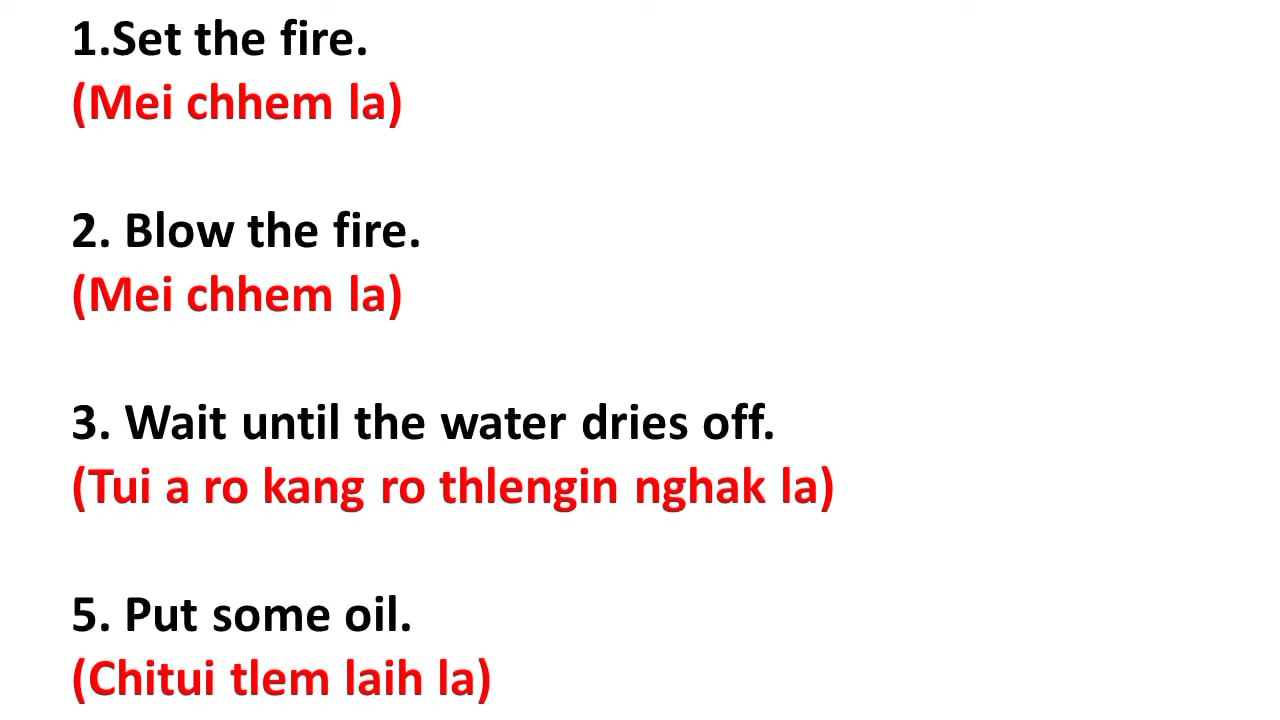 1.Set the fire.
(Mei chhem la)
2. Blow the fire.
(Mei chhem la)
3. Wait until the water dries off.
(Tui a ro kang ro thlengin nghak la)
5. Put some oil.
(Chitui tlem laih la)